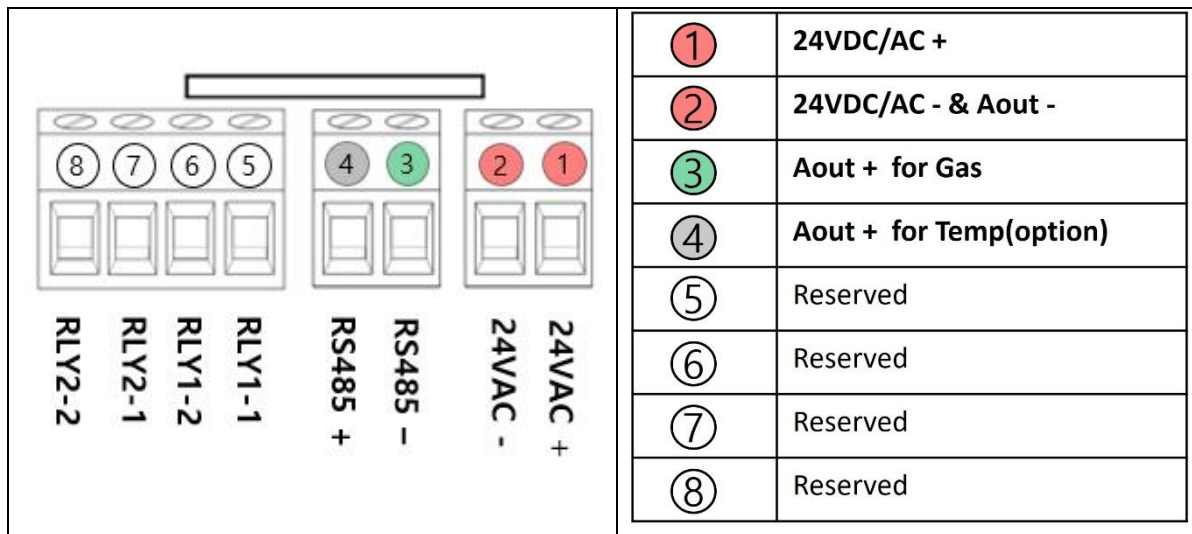 8 7 6 5 4 3 2 1
RLY2-2
RLY2-1
RLY1-2
RLY1-1
RS485 +
RS485 –
24VAC -
24VAC +
1 24VDC/AC +
2 24VDC/AC - & Aout -
3 Aout + for Gas
4 Aout + for Temp(option)
5 Reserved
6 Reserved
7 Reserved
8 Reserved